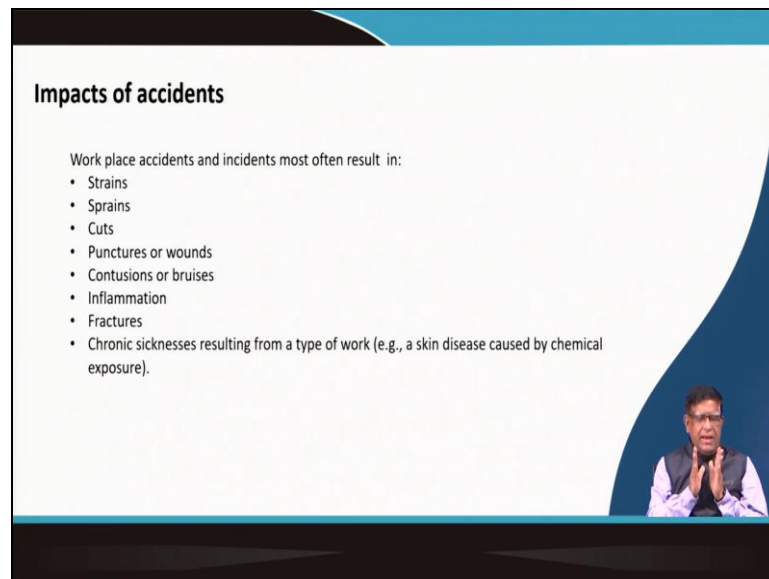 Impacts of accidents
Work place accidents and incidents most often result in:
• Strains
• Sprains
• Cuts
• Punctures or wounds
• Contusions or bruises
• Inflammation
• Fractures
• Chronic sicknesses resulting from a type of work (e.g., a skin disease caused by chemical
exposure).